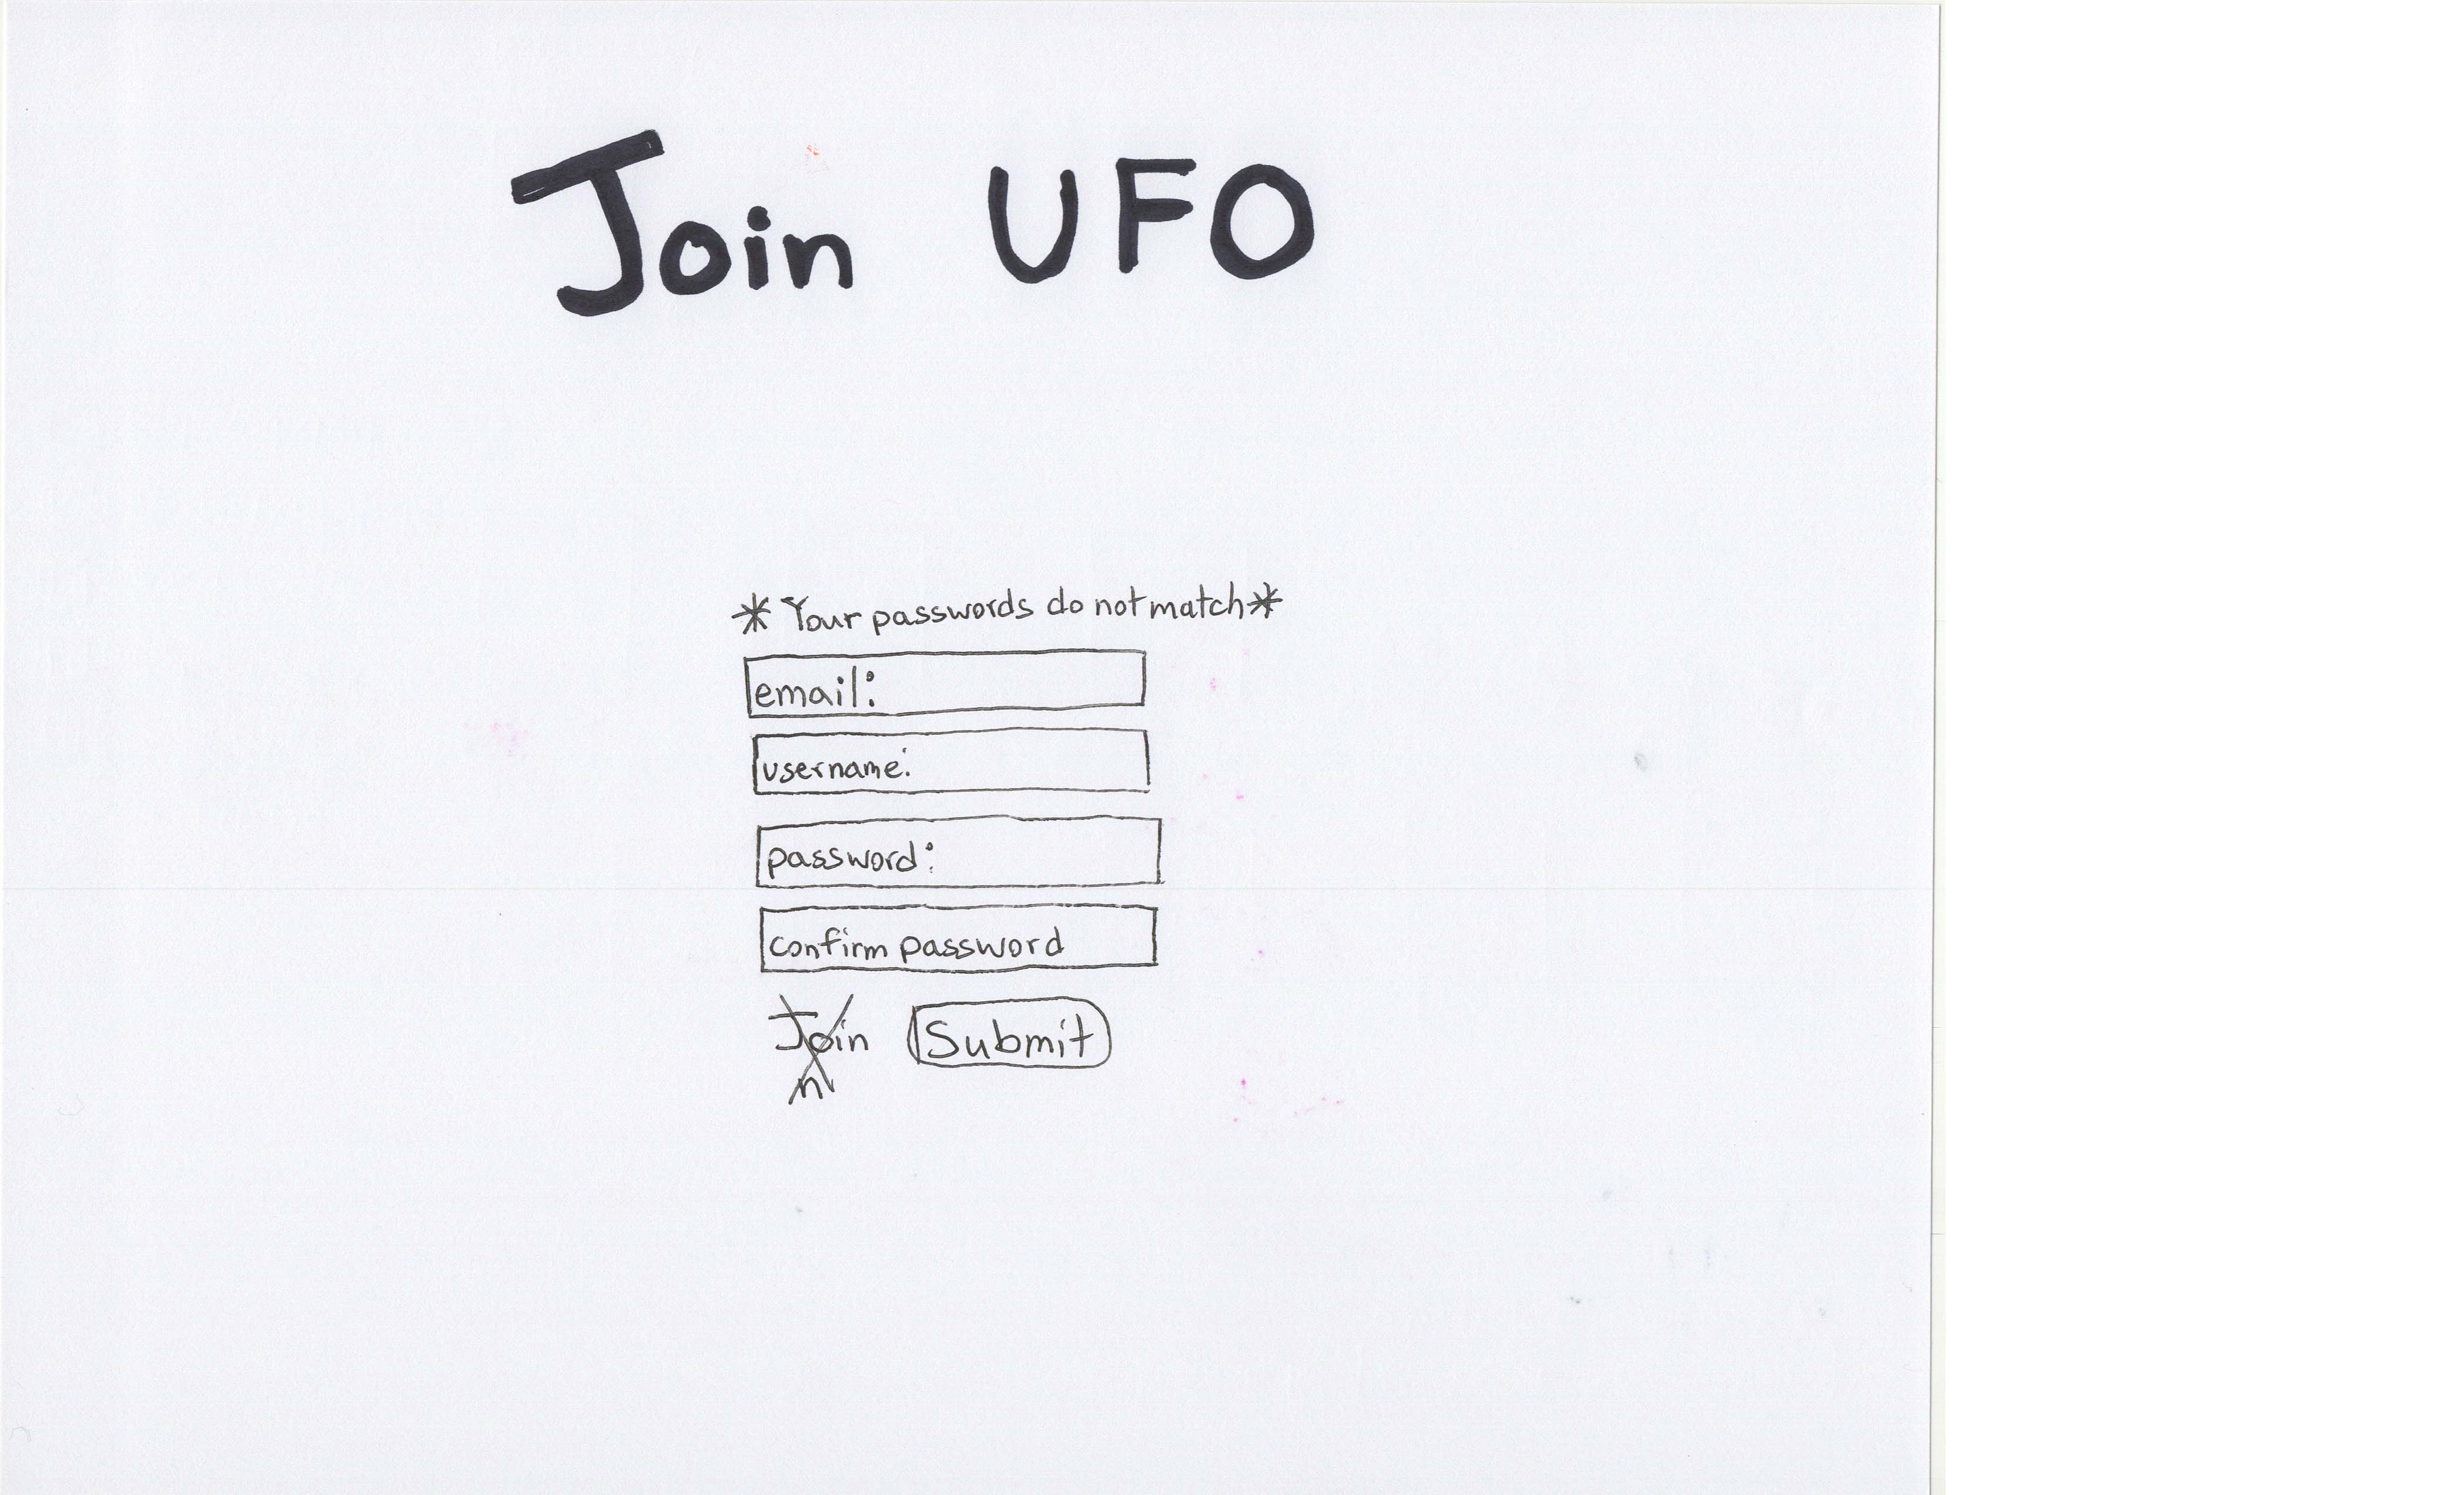 Join UFO
* Your passwords do not match *
email:
username:
password:
confirm password
Join Submit
n